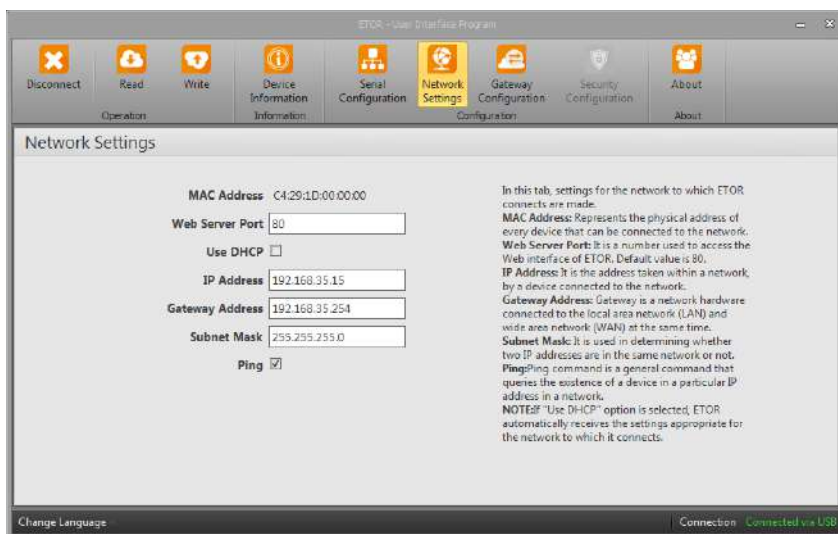 ETOR - User Interface Program
Disconnect
Read
Write
Device
Information
Serial
Configuration
Network
Settings
Gateway
Configuration
Security
Configuration
About
Operation
Information
Configuration
About
Network Settings
MAC Address C4:29:1D:00:00:00
Web Server Port 80
Use DHCP
IP Address 192.168.35.15
Gateway Address 192.168.35.254
Subnet Mask 255.255.255.0
Ping
In this tab, settings for the network to which ETOR
connects are made.
MAC Address: Represents the physical address of
every device that can be connected to the network.
Web Server Port: It is a number used to access the
Web interface of ETOR. Default value is 80.
IP Address: It is the address taken within a network,
by a device connected to the network.
Gateway Address: Gateway is a network hardware
connected to the local area network (LAN) and
wide area network (WAN) at the same time.
Subnet Mask: It is used in determining whether
two IP addresses are in the same network or not.
Ping:Ping command is a general command that
queries the existence of a device in a particular IP
address in a network.
NOTE:If "Use DHCP" option is selected, ETOR
automatically receives the settings appropriate for
the network to which it connects.
Change Language
Connection Connected via USB